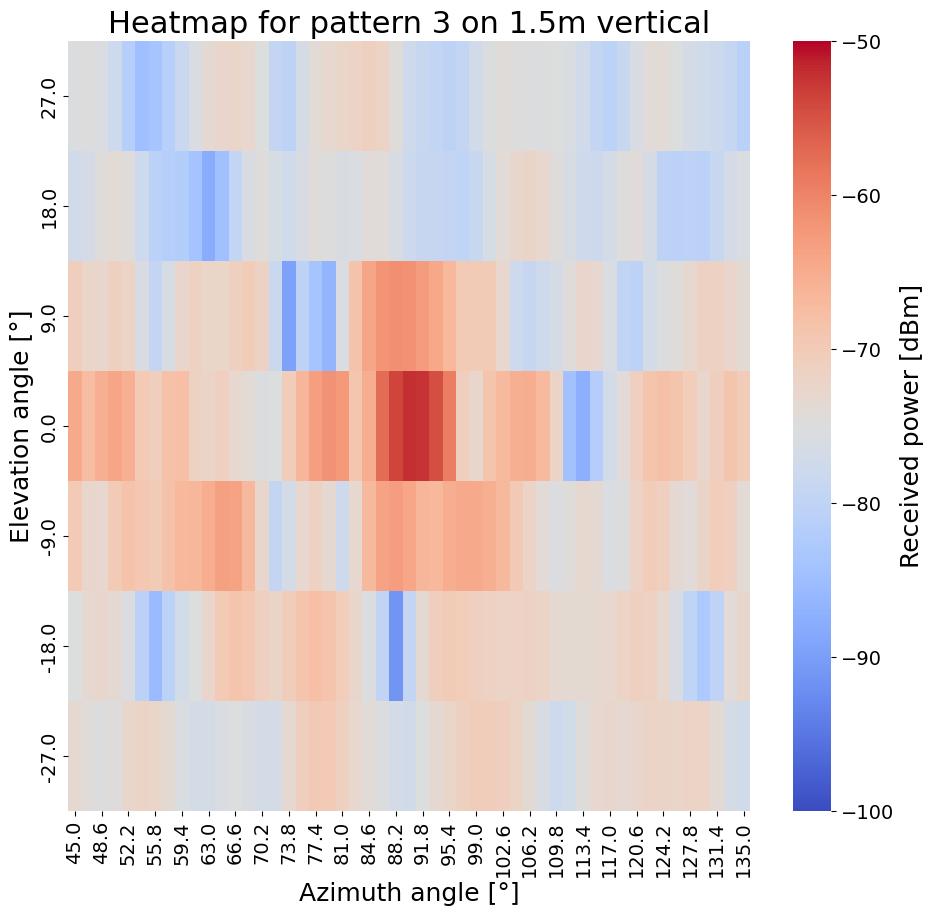 Heatmap for pattern 3 on 1.5m vertical
Elevation angle [°]
27.0
18.0
9.0
0.0
-9.0
-18.0
-27.0
45.0 48.6 52.2 55.8 59.4 63.0 66.6 70.2 73.8 77.4 81.0 84.6 88.2 91.8 95.4 99.0 102.6 106.2 109.8 113.4 117.0 120.6 124.2 127.8 131.4 135.0
Azimuth angle [°]
−50
−60
−70
−80
−90
−100
Received power [dBm]